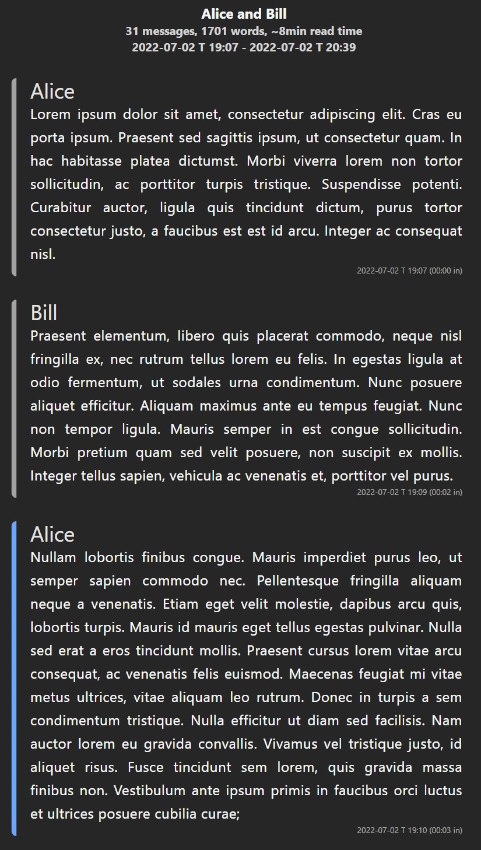 Alice and Bill
31 messages, 1701 words, ~8min read time
2022-07-02 T 19:07 - 2022-07-02 T 20:39
Alice
Lorem ipsum dolor sit amet, consectetur adipiscing elit. Cras eu
porta ipsum. Praesent sed sagittis ipsum, ut consectetur quam. In
hac habitasse platea dictumst. Morbi viverra lorem non tortor
sollicitudin, ac porttitor turpis tristique. Suspendisse potenti.
Curabitur auctor, ligula quis tincidunt dictum, purus tortor
consectetur justo, a faucibus est est id arcu. Integer ac consequat
nisl.
2022-07-02 T 19:07 (00:00 in)
Bill
Praesent elementum, libero quis placerat commodo, neque nisl
fringilla ex, nec rutrum tellus lorem eu felis. In egestas ligula at
odio fermentum, ut sodales urna condimentum. Nunc posuere
aliquet efficitur. Aliquam maximus ante eu tempus feugiat. Nunc
non tempor ligula. Mauris semper in est congue sollicitudin.
Morbi pretium quam sed velit posuere, non suscipit ex mollis.
Integer tellus sapien, vehicula ac venenatis et, porttitor vel purus.
2022-07-02 T 19:09 (00:02 in)
Alice
Nullam lobortis finibus congue. Mauris imperdiet purus leo, ut
semper sapien commodo nec. Pellentesque fringilla aliquam
neque a venenatis. Etiam eget velit molestie, dapibus arcu quis,
lobortis turpis. Mauris id mauris eget tellus egestas pulvinar. Nulla
sed erat a eros tincidunt mollis. Praesent cursus lorem vitae arcu
consequat, ac venenatis felis euismod. Maecenas feugiat mi vitae
metus ultrices, vitae aliquam leo rutrum. Donec in turpis a sem
condimentum tristique. Nulla efficitur ut diam sed facilisis. Nam
auctor lorem eu gravida convallis. Vivamus vel tristique justo, id
aliquet risus. Fusce tincidunt sem lorem, quis gravida massa
finibus non. Vestibulum ante ipsum primis in faucibus orci luctus
et ultrices posuere cubilia curae;
2022-07-02 T 19:10 (00:03 in)